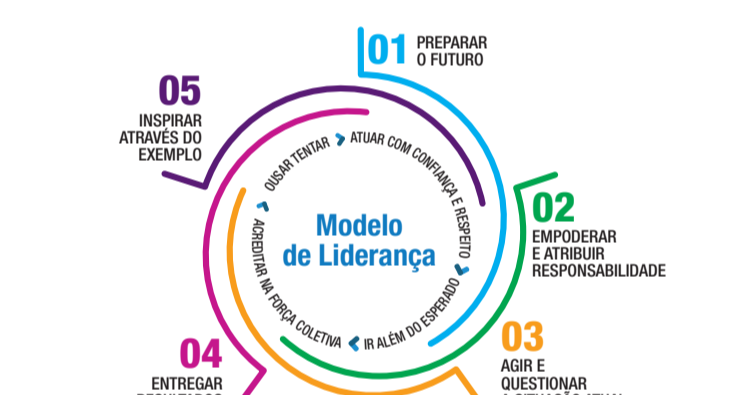 01
PREPARAR
O FUTURO
05
INSPIRAR
ATRAVÉS DO
EXEMPLO
OUSAR TENTAR
ATUAR COM CONFIANÇA E RESPEITO
IR ALÉM DO ESPERADO
ACREDITAR NA FORÇA COLETIVA
Modelo
de Liderança
02
EMPODERAR
E ATRIBUIR
RESPONSABILIDADE
03
AGIR E
QUESTIONAR
04
ENTREGAR